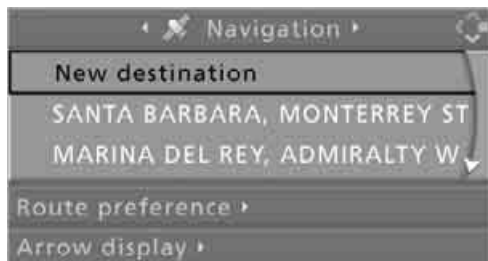 Navigation
New destination
SANTA BARBARA, MONTERREY ST
MARINA DEL REY, ADMIRALTY W
Route preference
Arrow display